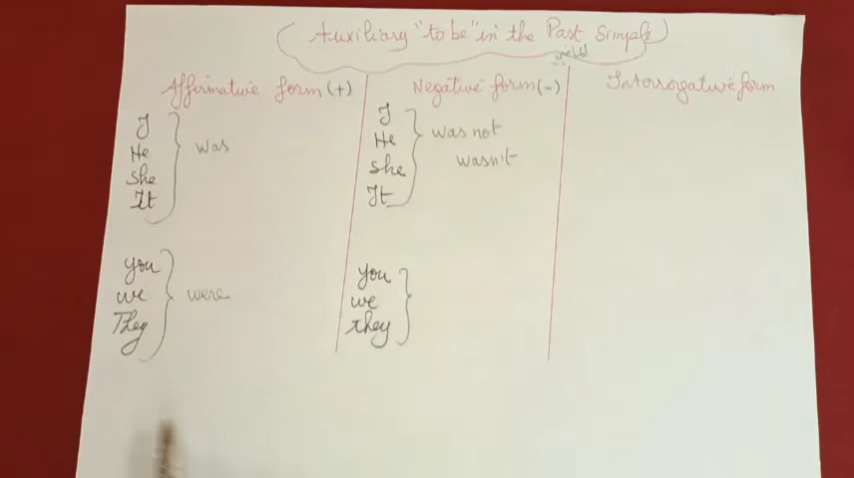 Auxiliary "to be" in the Past Simple
Affirmative form (+)
I
He
She
It
was
you
we
They
were
Negative form (-)
I
He
she
It
was not
wasn't
you
we
they
Interrogative form